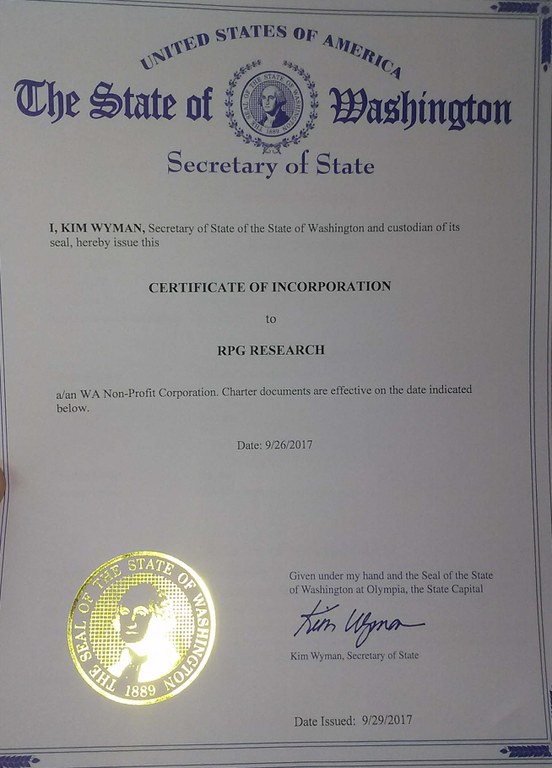 UNITED STATES OF AMERICA
The State of Washington
THE SEAL OF THE STATE OF WASHINGTON
1889
Secretary of State
I, KIM WYMAN, Secretary of State of the State of Washington and custodian of its
seal, hereby issue this
CERTIFICATE OF INCORPORATION
to
RPG RESEARCH
a/an WA Non-Profit Corporation. Charter documents are effective on the date indicated
below.
Date: 9/26/2017
THE SEAL OF THE STATE OF WASHINGTON
1889
Given under my hand and the Seal of the State
of Washington at Olympia, the State Capital
Kim Wyman
Kim Wyman, Secretary of State
Date Issued: 9/29/2017